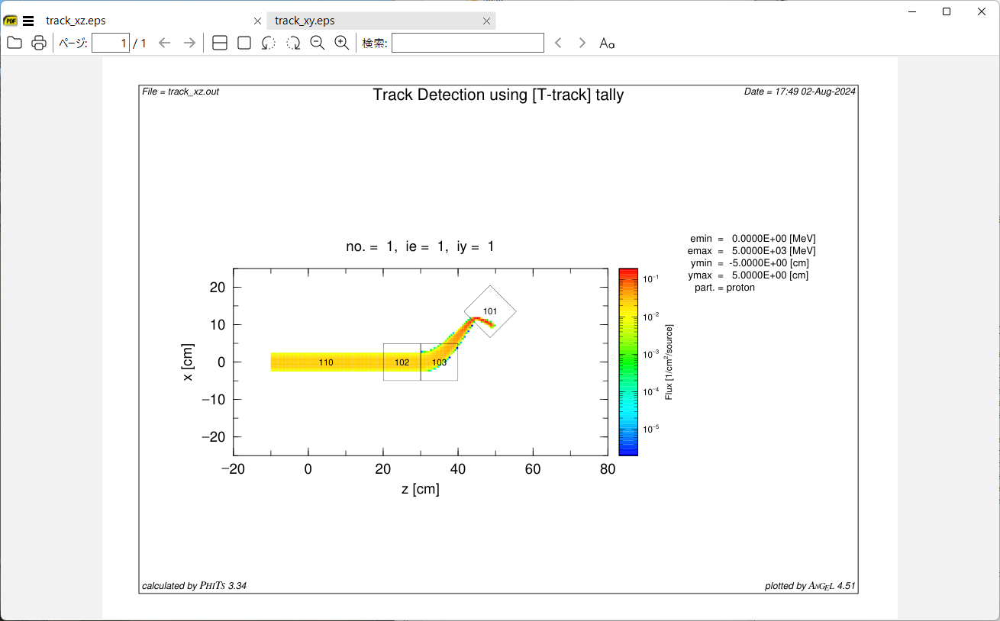 PDF
track_xz.eps
track_xy.eps
ページ: 1 / 1
検索:
Aa
File = track_xz.out
Track Detection using [T-track] tally
Date = 17:49 02-Aug-2024
no. = 1, ie = 1, iy = 1
emin = 0.0000E+00 [MeV]
emax = 5.0000E+03 [MeV]
ymin = -5.0000E+00 [cm]
ymax = 5.0000E+00 [cm]
part. = proton
20
10
0
−10
−20
x [cm]
101
110
102
103
−20
0
20
40
60
80
z [cm]
10⁻¹
10⁻²
10⁻³
10⁻⁴
10⁻⁵
Flux [1/cm²/source]
calculated by PHITS 3.34
plotted by ANGEL 4.51